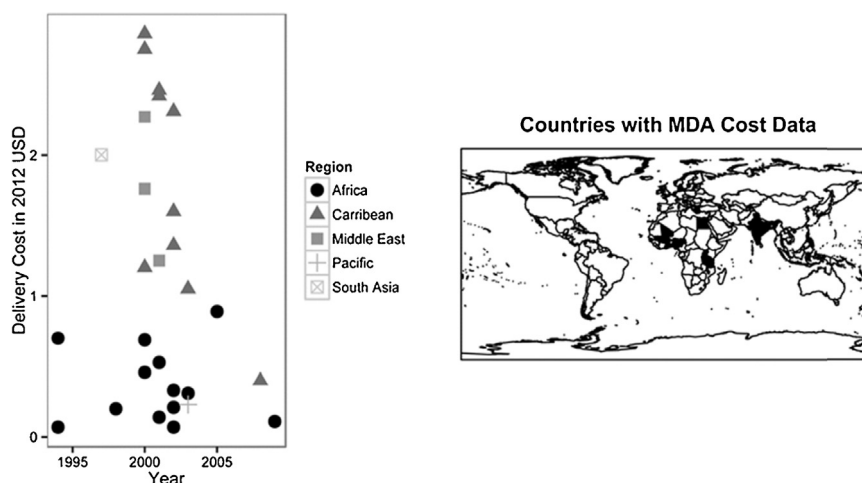 Delivery Cost in 2012 USD
2
1
0
1995 2000 2005
Year
Region
Africa
Carribean
Middle East
Pacific
South Asia
Countries with MDA Cost Data